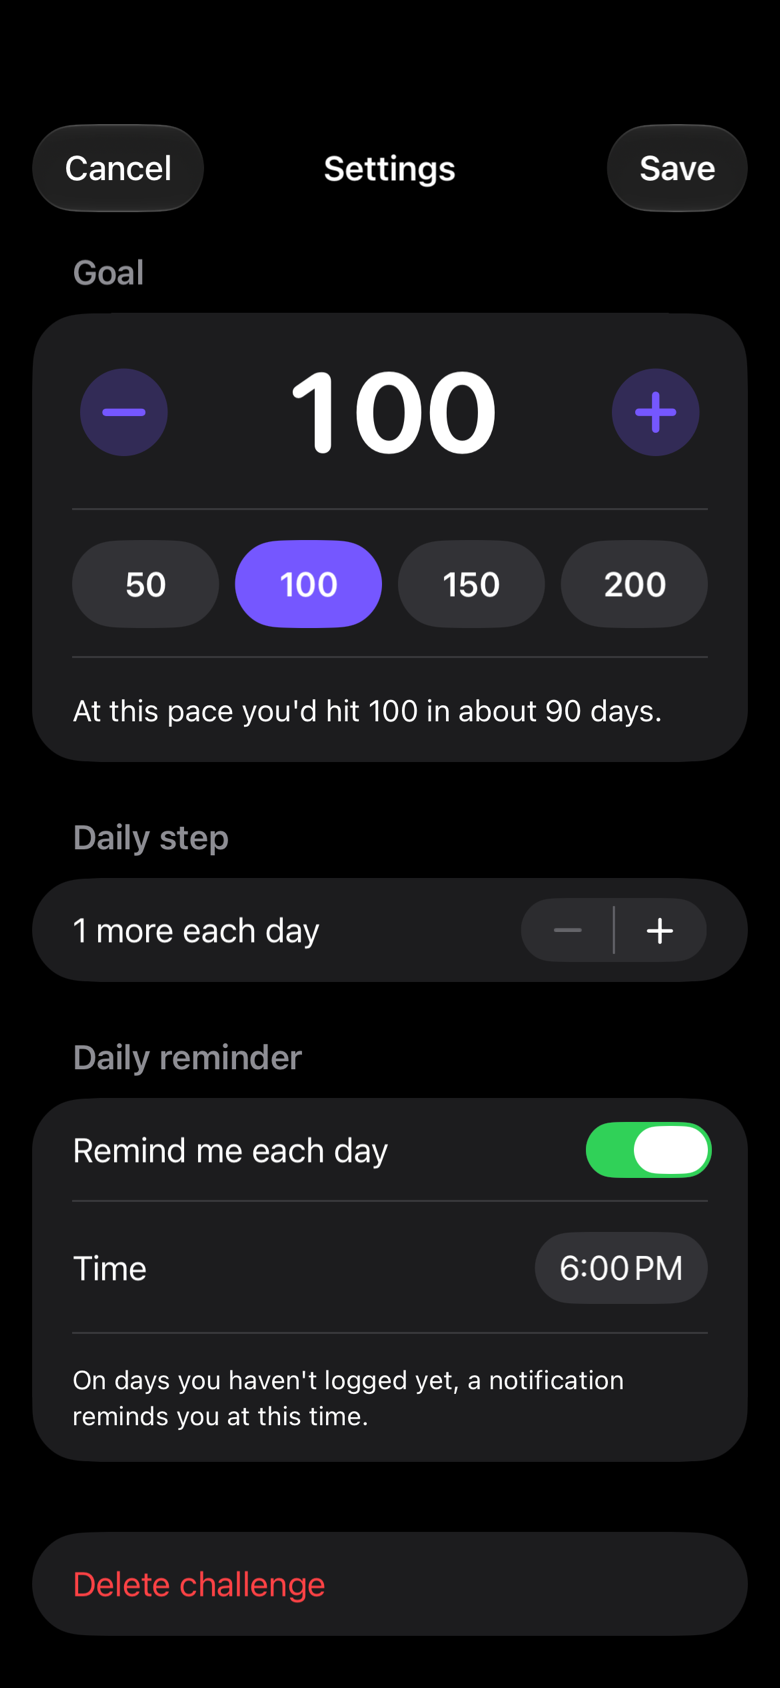 Cancel
Settings
Save
Goal
100
50
100
150
200
At this pace you'd hit 100 in about 90 days.
Daily step
1 more each day
Daily reminder
Remind me each day
Time
6:00 PM
On days you haven't logged yet, a notification
reminds you at this time.
Delete challenge